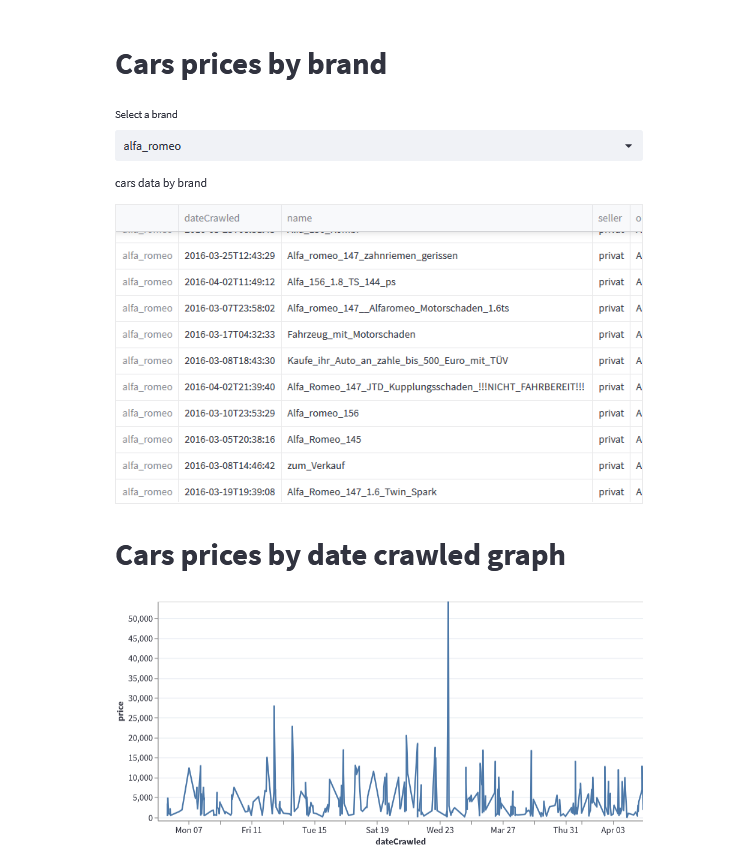 Cars prices by brand
Select a brand
alfa_romeo
cars data by brand
dateCrawled name seller
alfa_romeo 2016-03-25T12:43:29 Alfa_romeo_147_zahnriemen_gerissen privat A
alfa_romeo 2016-04-02T11:49:12 Alfa_156_1.8_TS_144_ps privat A
alfa_romeo 2016-03-07T23:58:02 Alfa_romeo_147__Alfaromeo_Motorschaden_1.6ts privat A
alfa_romeo 2016-03-17T04:32:33 Fahrzeug_mit_Motorschaden privat A
alfa_romeo 2016-03-08T18:43:30 Kaufe_ihr_Auto_an_zahle_bis_500_Euro_mit_TÜV privat A
alfa_romeo 2016-04-02T21:39:40 Alfa_Romeo_147_JTD_Kupplungsschaden_!!!NICHT_FAHRBEREIT!!! privat A
alfa_romeo 2016-03-10T23:53:29 Alfa_romeo_156 privat A
alfa_romeo 2016-03-05T20:38:16 Alfa_Romeo_145 privat A
alfa_romeo 2016-03-08T14:46:42 zum_Verkauf privat A
alfa_romeo 2016-03-19T19:39:08 Alfa_Romeo_147_1.6_Twin_Spark privat A
Cars prices by date crawled graph
50,000
45,000
40,000
35,000
30,000
25,000
20,000
15,000
10,000
5,000
0
price
Mon 07 Fri 11 Tue 15 Sat 19 Wed 23 Mar 27 Thu 31 Apr 03
dateCrawled